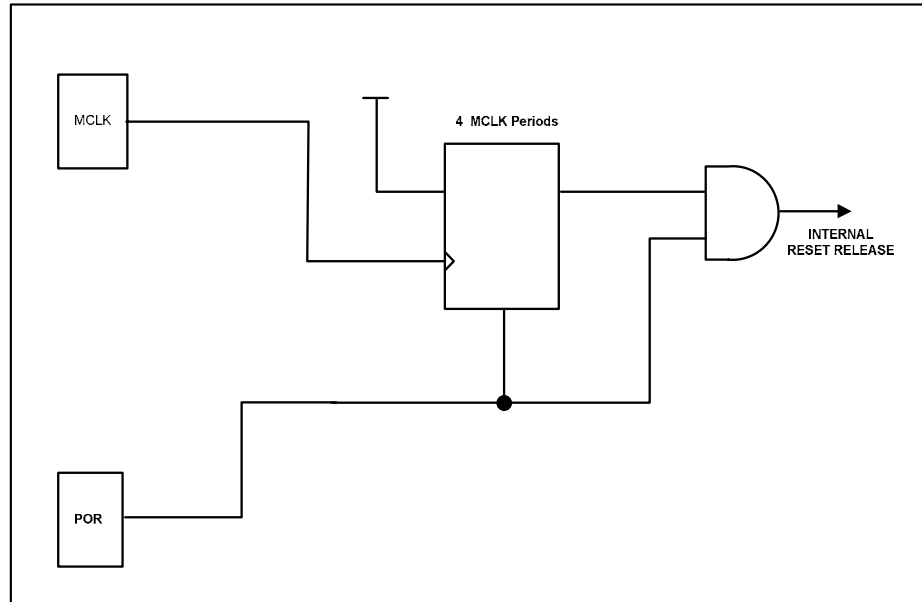 MCLK
4 MCLK Periods
INTERNAL
RESET RELEASE
POR